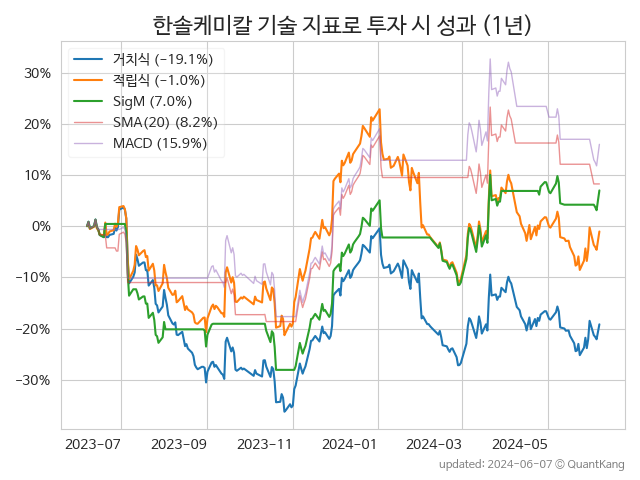 한솔케미칼 기술 지표로 투자 시 성과 (1년)
거치식 (−19.1%)
적립식 (−1.0%)
SigM (7.0%)
SMA(20) (8.2%)
MACD (15.9%)
30%
20%
10%
0%
−10%
−20%
−30%
2023−07 2023−09 2023−11 2024−01 2024−03 2024−05
updated: 2024−06−07 © QuantKang